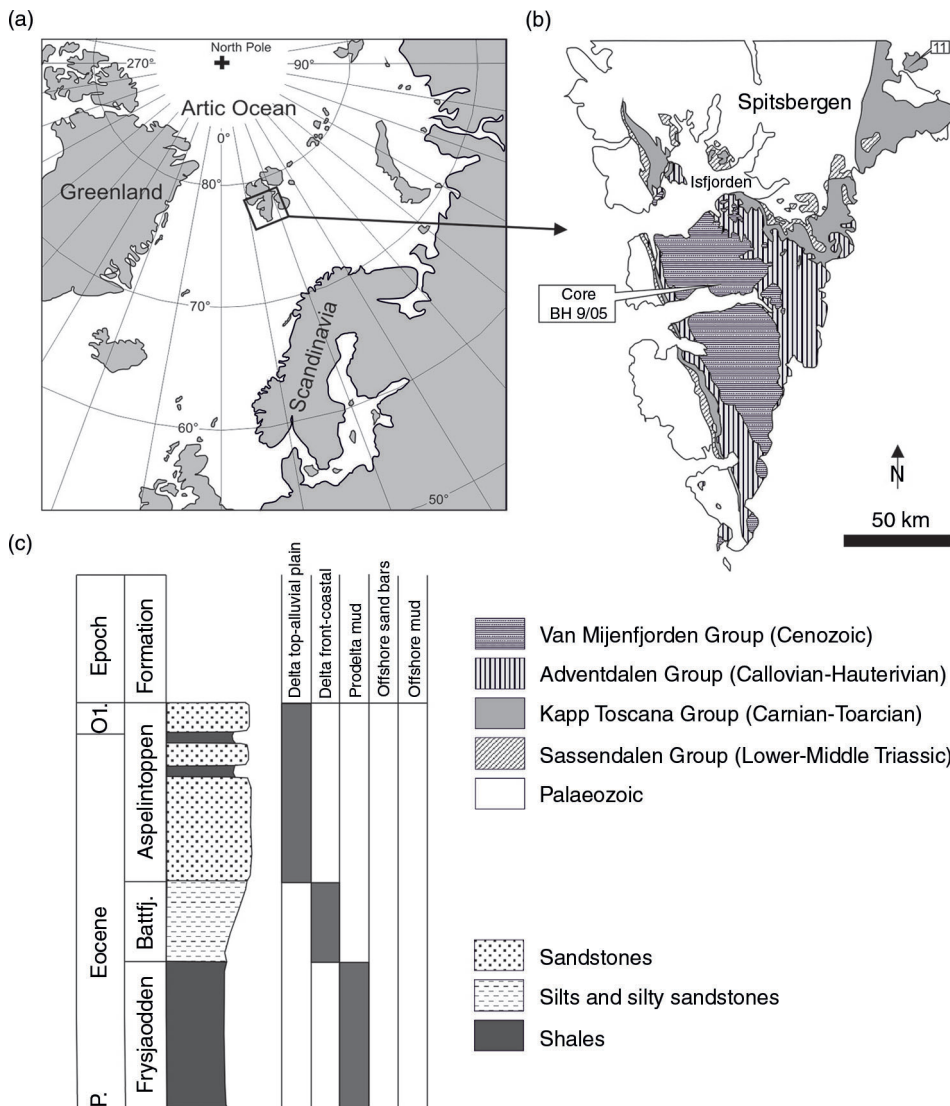 (a)
North Pole
270°
90°
Artic Ocean
0°
80°
Greenland
70°
Scandinavia
60°
50°
(b)
11
Spitsbergen
Isfjorden
Core
BH 9/05
N
50 km
(c)
Epoch
Formation
Delta top-alluvial plain
Delta front-coastal
Prodelta mud
Offshore sand bars
Offshore mud
O1.
Eocene
P.
Aspelintoppen
Battfj.
Frysjaodden
Van Mijenfjorden Group (Cenozoic)
Adventdalen Group (Callovian-Hauterivian)
Kapp Toscana Group (Carnian-Toarcian)
Sassendalen Group (Lower-Middle Triassic)
Palaeozoic
Sandstones
Silts and silty sandstones
Shales